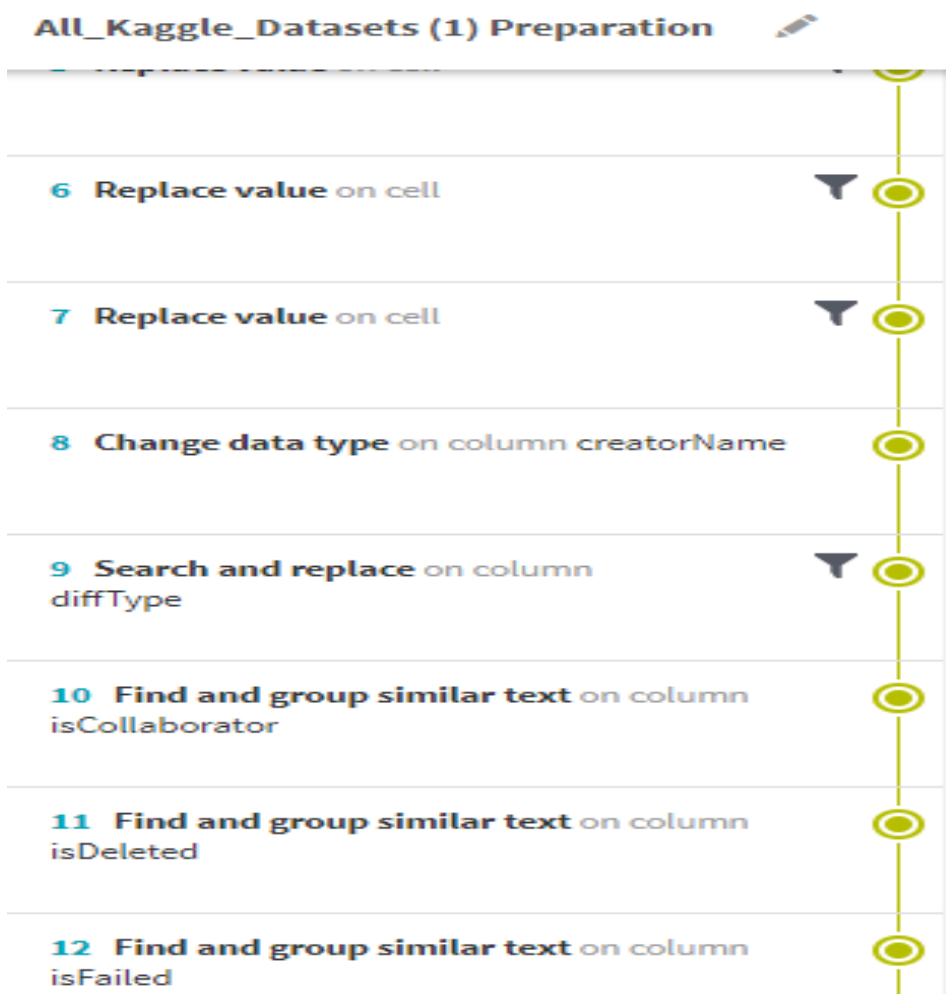 All_Kaggle_Datasets (1) Preparation
6 Replace value on cell
7 Replace value on cell
8 Change data type on column creatorName
9 Search and replace on column
diffType
10 Find and group similar text on column
isCollaborator
11 Find and group similar text on column
isDeleted
12 Find and group similar text on column
isFailed